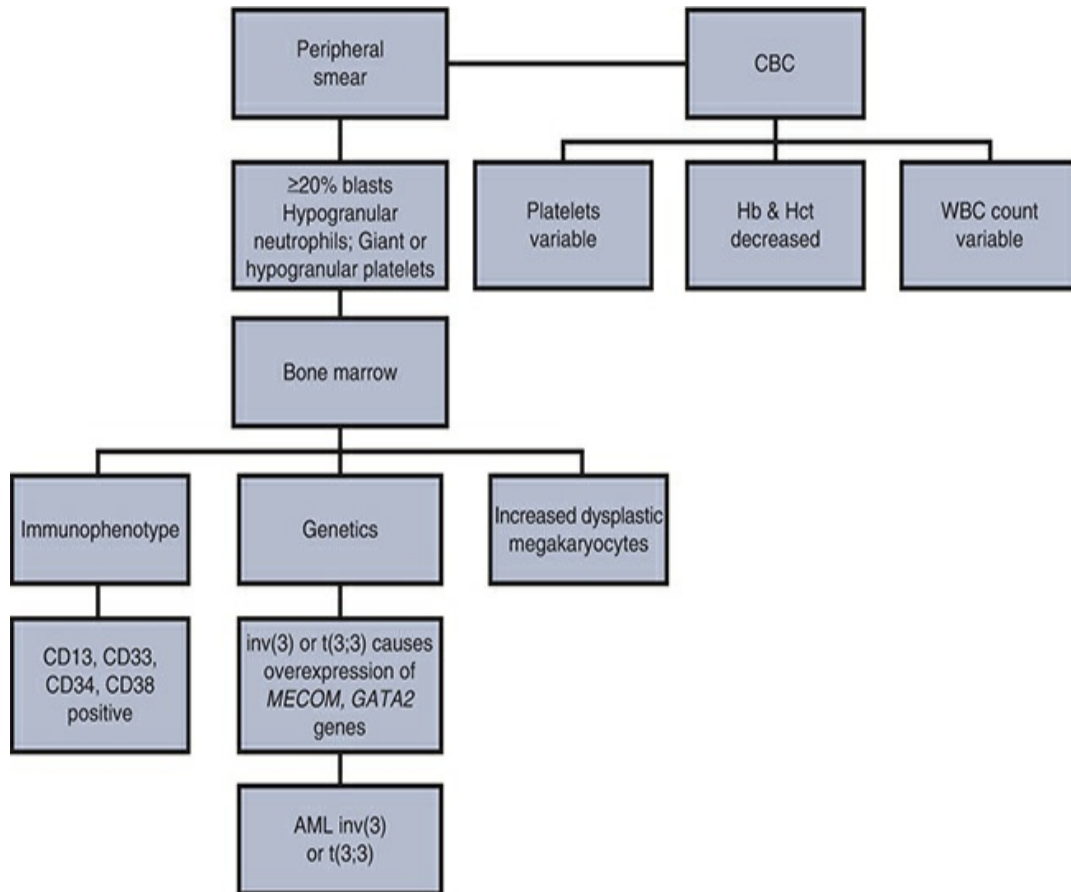 Peripheral
smear
CBC
≥20% blasts
Hypogranular
neutrophils; Giant or
hypogranular platelets
Platelets
variable
Hb & Hct
decreased
WBC count
variable
Bone marrow
Immunophenotype
Genetics
Increased dysplastic
megakaryocytes
CD13, CD33,
CD34, CD38
positive
inv(3) or t(3;3) causes
overexpression of
MECOM, GATA2
genes
AML inv(3)
or t(3;3)